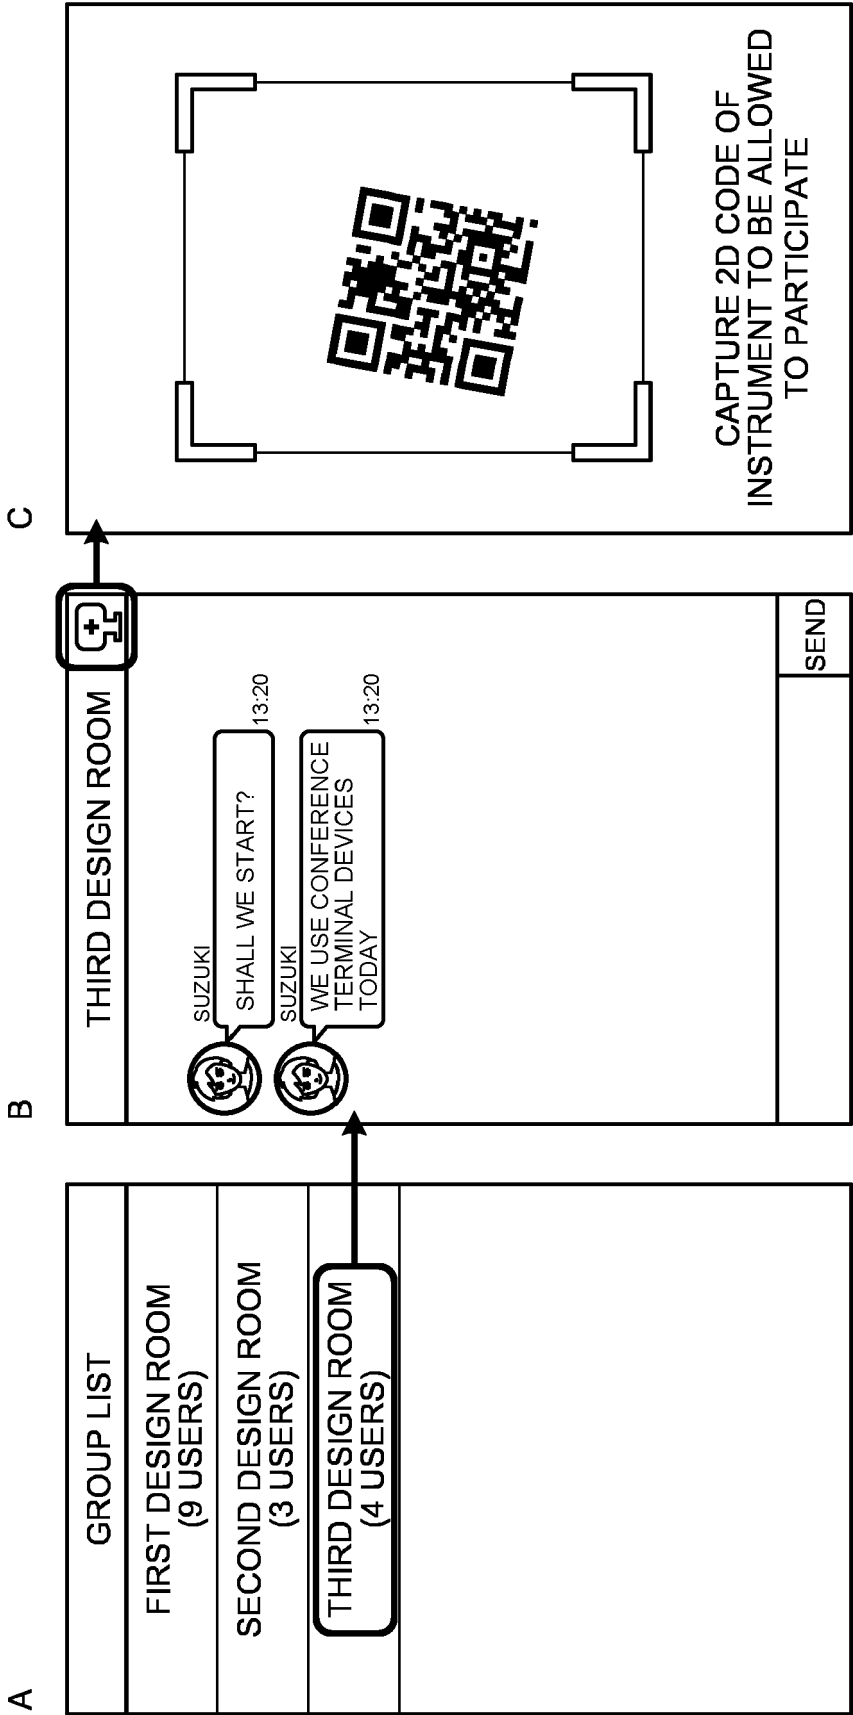 A
GROUP LIST
FIRST DESIGN ROOM
(9 USERS)
SECOND DESIGN ROOM
(3 USERS)
THIRD DESIGN ROOM
(4 USERS)
B
THIRD DESIGN ROOM
SUZUKI
SHALL WE START?
13:20
SUZUKI
WE USE CONFERENCE
TERMINAL DEVICES
TODAY
13:20
SEND
C
CAPTURE 2D CODE OF
INSTRUMENT TO BE ALLOWED
TO PARTICIPATE